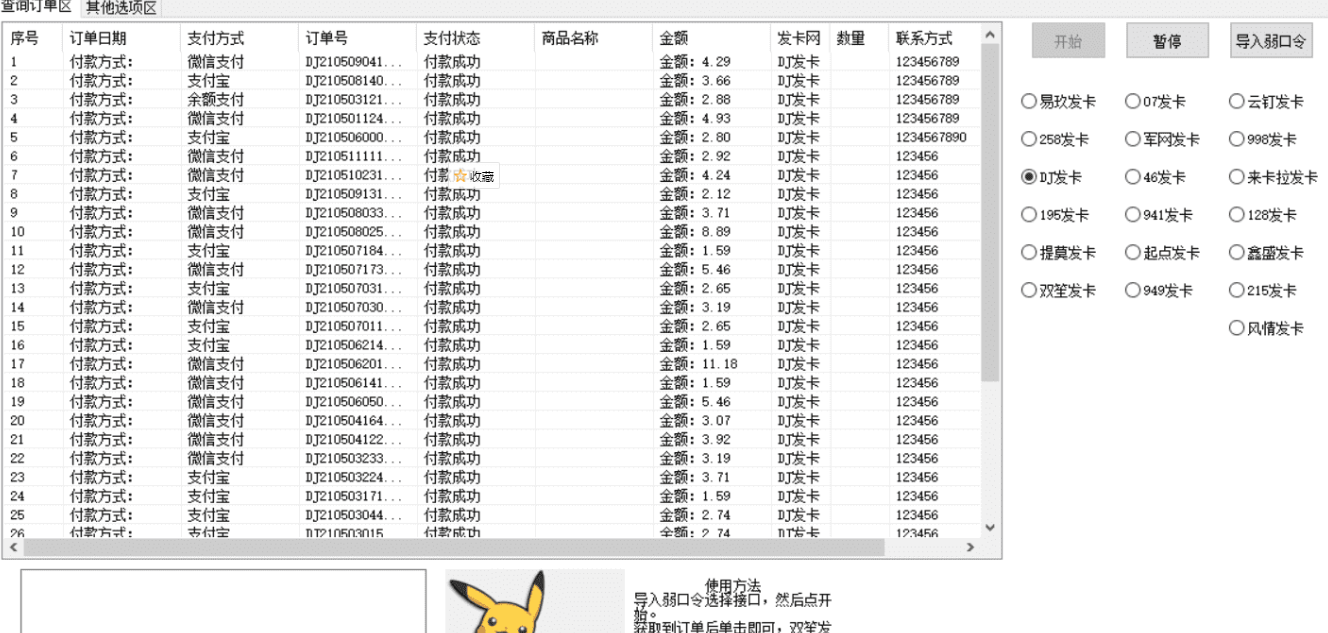 查询订单区 其他选项区
序号 订单日期 支付方式 订单号 支付状态 商品名称 金额 发卡网 数量 联系方式
1 付款方式： 微信支付 DJ210509041... 付款成功 金额：4.29 DJ发卡 123456789
2 付款方式： 支付宝 DJ210508140... 付款成功 金额：3.66 DJ发卡 123456789
3 付款方式： 余额支付 DJ210503121... 付款成功 金额：2.88 DJ发卡 123456789
4 付款方式： 微信支付 DJ210501124... 付款成功 金额：4.93 DJ发卡 123456789
5 付款方式： 支付宝 DJ210506000... 付款成功 金额：2.80 DJ发卡 1234567890
6 付款方式： 微信支付 DJ210511111... 付款成功 金额：2.92 DJ发卡 123456
7 付款方式： 微信支付 DJ210510231... 付款 收藏 金额：4.24 DJ发卡 123456
8 付款方式： 支付宝 DJ210509131... 付款成功 金额：2.12 DJ发卡 123456
9 付款方式： 微信支付 DJ210508033... 付款成功 金额：3.71 DJ发卡 123456
10 付款方式： 微信支付 DJ210508025... 付款成功 金额：8.89 DJ发卡 123456
11 付款方式： 支付宝 DJ210507184... 付款成功 金额：1.59 DJ发卡 123456
12 付款方式： 微信支付 DJ210507173... 付款成功 金额：5.46 DJ发卡 123456
13 付款方式： 支付宝 DJ210507031... 付款成功 金额：2.65 DJ发卡 123456
14 付款方式： 微信支付 DJ210507030... 付款成功 金额：3.19 DJ发卡 123456
15 付款方式： 支付宝 DJ210507011... 付款成功 金额：2.65 DJ发卡 123456
16 付款方式： 支付宝 DJ210506214... 付款成功 金额：1.59 DJ发卡 123456
17 付款方式： 微信支付 DJ210506201... 付款成功 金额：11.18 DJ发卡 123456
18 付款方式： 微信支付 DJ210506141... 付款成功 金额：1.59 DJ发卡 123456
19 付款方式： 微信支付 DJ210506050... 付款成功 金额：5.46 DJ发卡 123456
20 付款方式： 微信支付 DJ210504164... 付款成功 金额：3.07 DJ发卡 123456
21 付款方式： 微信支付 DJ210504122... 付款成功 金额：3.92 DJ发卡 123456
22 付款方式： 微信支付 DJ210503233... 付款成功 金额：3.19 DJ发卡 123456
23 付款方式： 支付宝 DJ210503224... 付款成功 金额：3.71 DJ发卡 123456
24 付款方式： 支付宝 DJ210503171... 付款成功 金额：1.59 DJ发卡 123456
25 付款方式： 支付宝 DJ210503044... 付款成功 金额：2.74 DJ发卡 123456
26 付款方式： 支付宝 DJ210503015 付款成功 金额：2.74 DJ发卡 123456
开始 暂停 导入弱口令
易玖发卡 07发卡 云钉发卡
258发卡 军网发卡 998发卡
DJ发卡 46发卡 来卡拉发卡
195发卡 941发卡 128发卡
提莫发卡 起点发卡 鑫盛发卡
双笙发卡 949发卡 215发卡
风情发卡
使用方法
导入弱口令选择接口，然后点开
始。
获取到订单后单击即可，双笙发